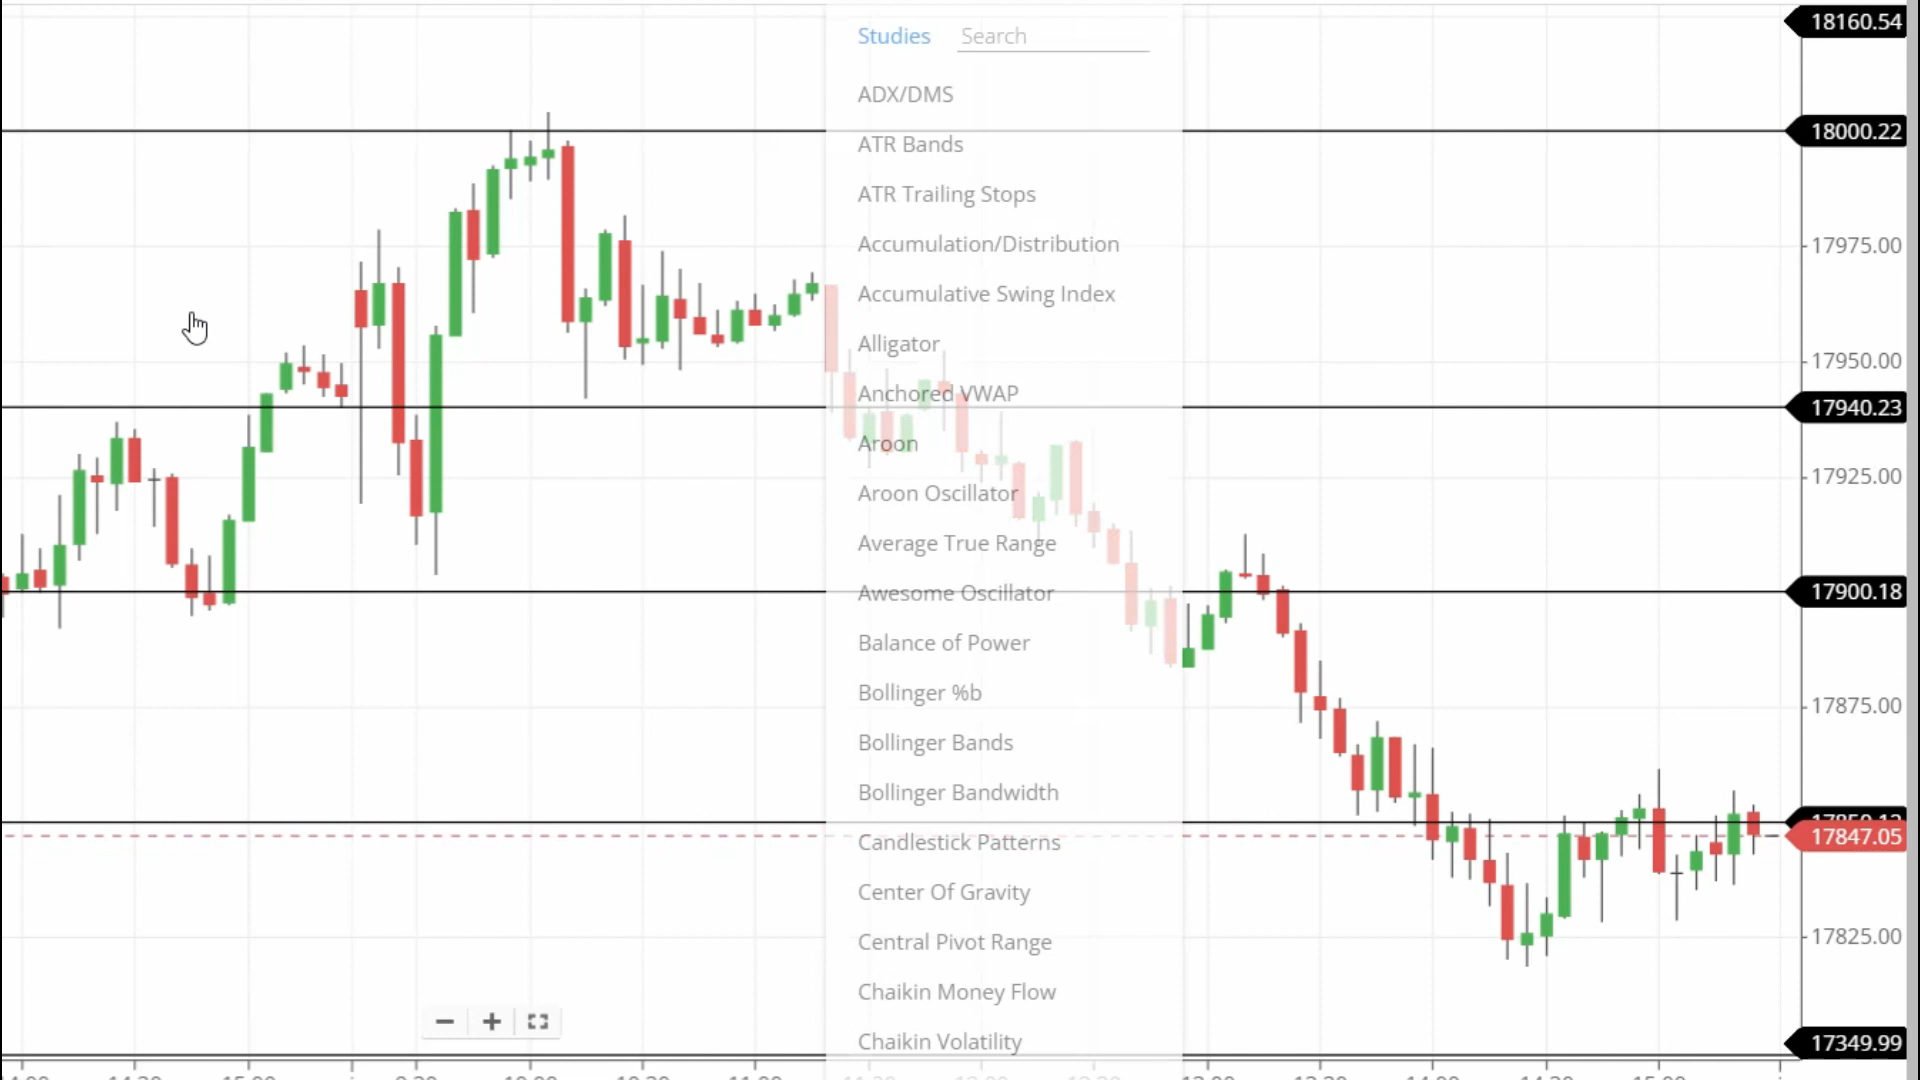 Studies Search
ADX/DMS
ATR Bands
ATR Trailing Stops
Accumulation/Distribution
Accumulative Swing Index
Alligator
Anchored VWAP
Aroon
Aroon Oscillator
Average True Range
Awesome Oscillator
Balance of Power
Bollinger %b
Bollinger Bands
Bollinger Bandwidth
Candlestick Patterns
Center Of Gravity
Central Pivot Range
Chaikin Money Flow
Chaikin Volatility
18160.54
18000.22
17975.00
17950.00
17940.23
17925.00
17900.18
17875.00
17847.05
17825.00
17349.99